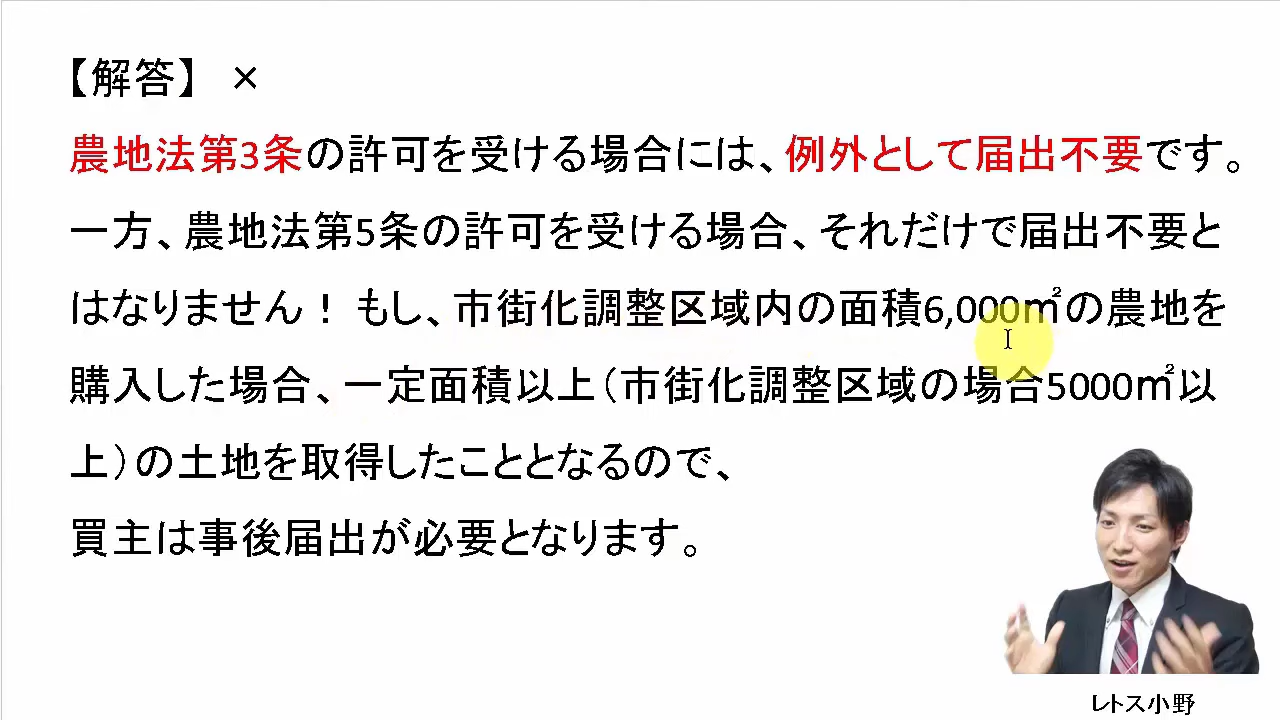 【解答】　×
農地法第3条の許可を受ける場合には、例外として届出不要です。
一方、農地法第5条の許可を受ける場合、それだけで届出不要と
はなりません！ もし、市街化調整区域内の面積6,000㎡の農地を
購入した場合、一定面積以上（市街化調整区域の場合5000㎡以
上）の土地を取得したこととなるので、
買主は事後届出が必要となります。
レトス小野